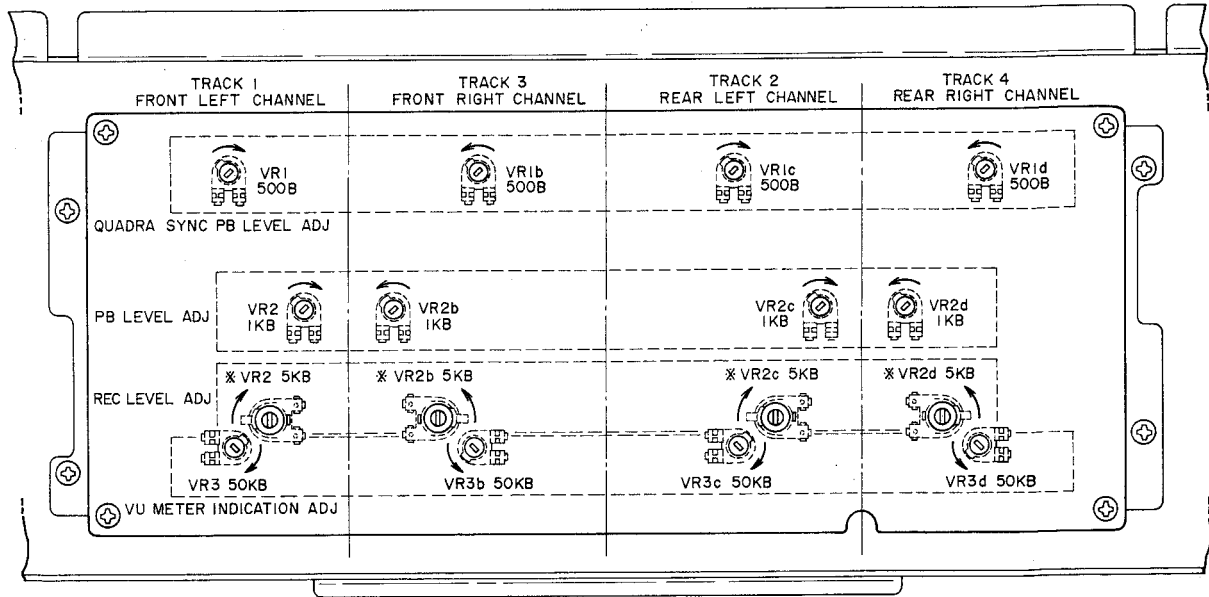 TRACK 1
FRONT LEFT CHANNEL
TRACK 3
FRONT RIGHT CHANNEL
TRACK 2
REAR LEFT CHANNEL
TRACK 4
REAR RIGHT CHANNEL
VR1
500B
VR1b
500B
VR1c
500B
VR1d
500B
QUADRA SYNC PB LEVEL ADJ
PB LEVEL ADJ
VR2
1KB
VR2b
1KB
VR2c
1KB
VR2d
1KB
REC LEVEL ADJ
※ VR2 5KB
※ VR2b 5KB
※ VR2c 5KB
※ VR2d 5KB
VR3 50KB
VR3b 50KB
VR3c 50KB
VR3d 50KB
VU METER INDICATION ADJ